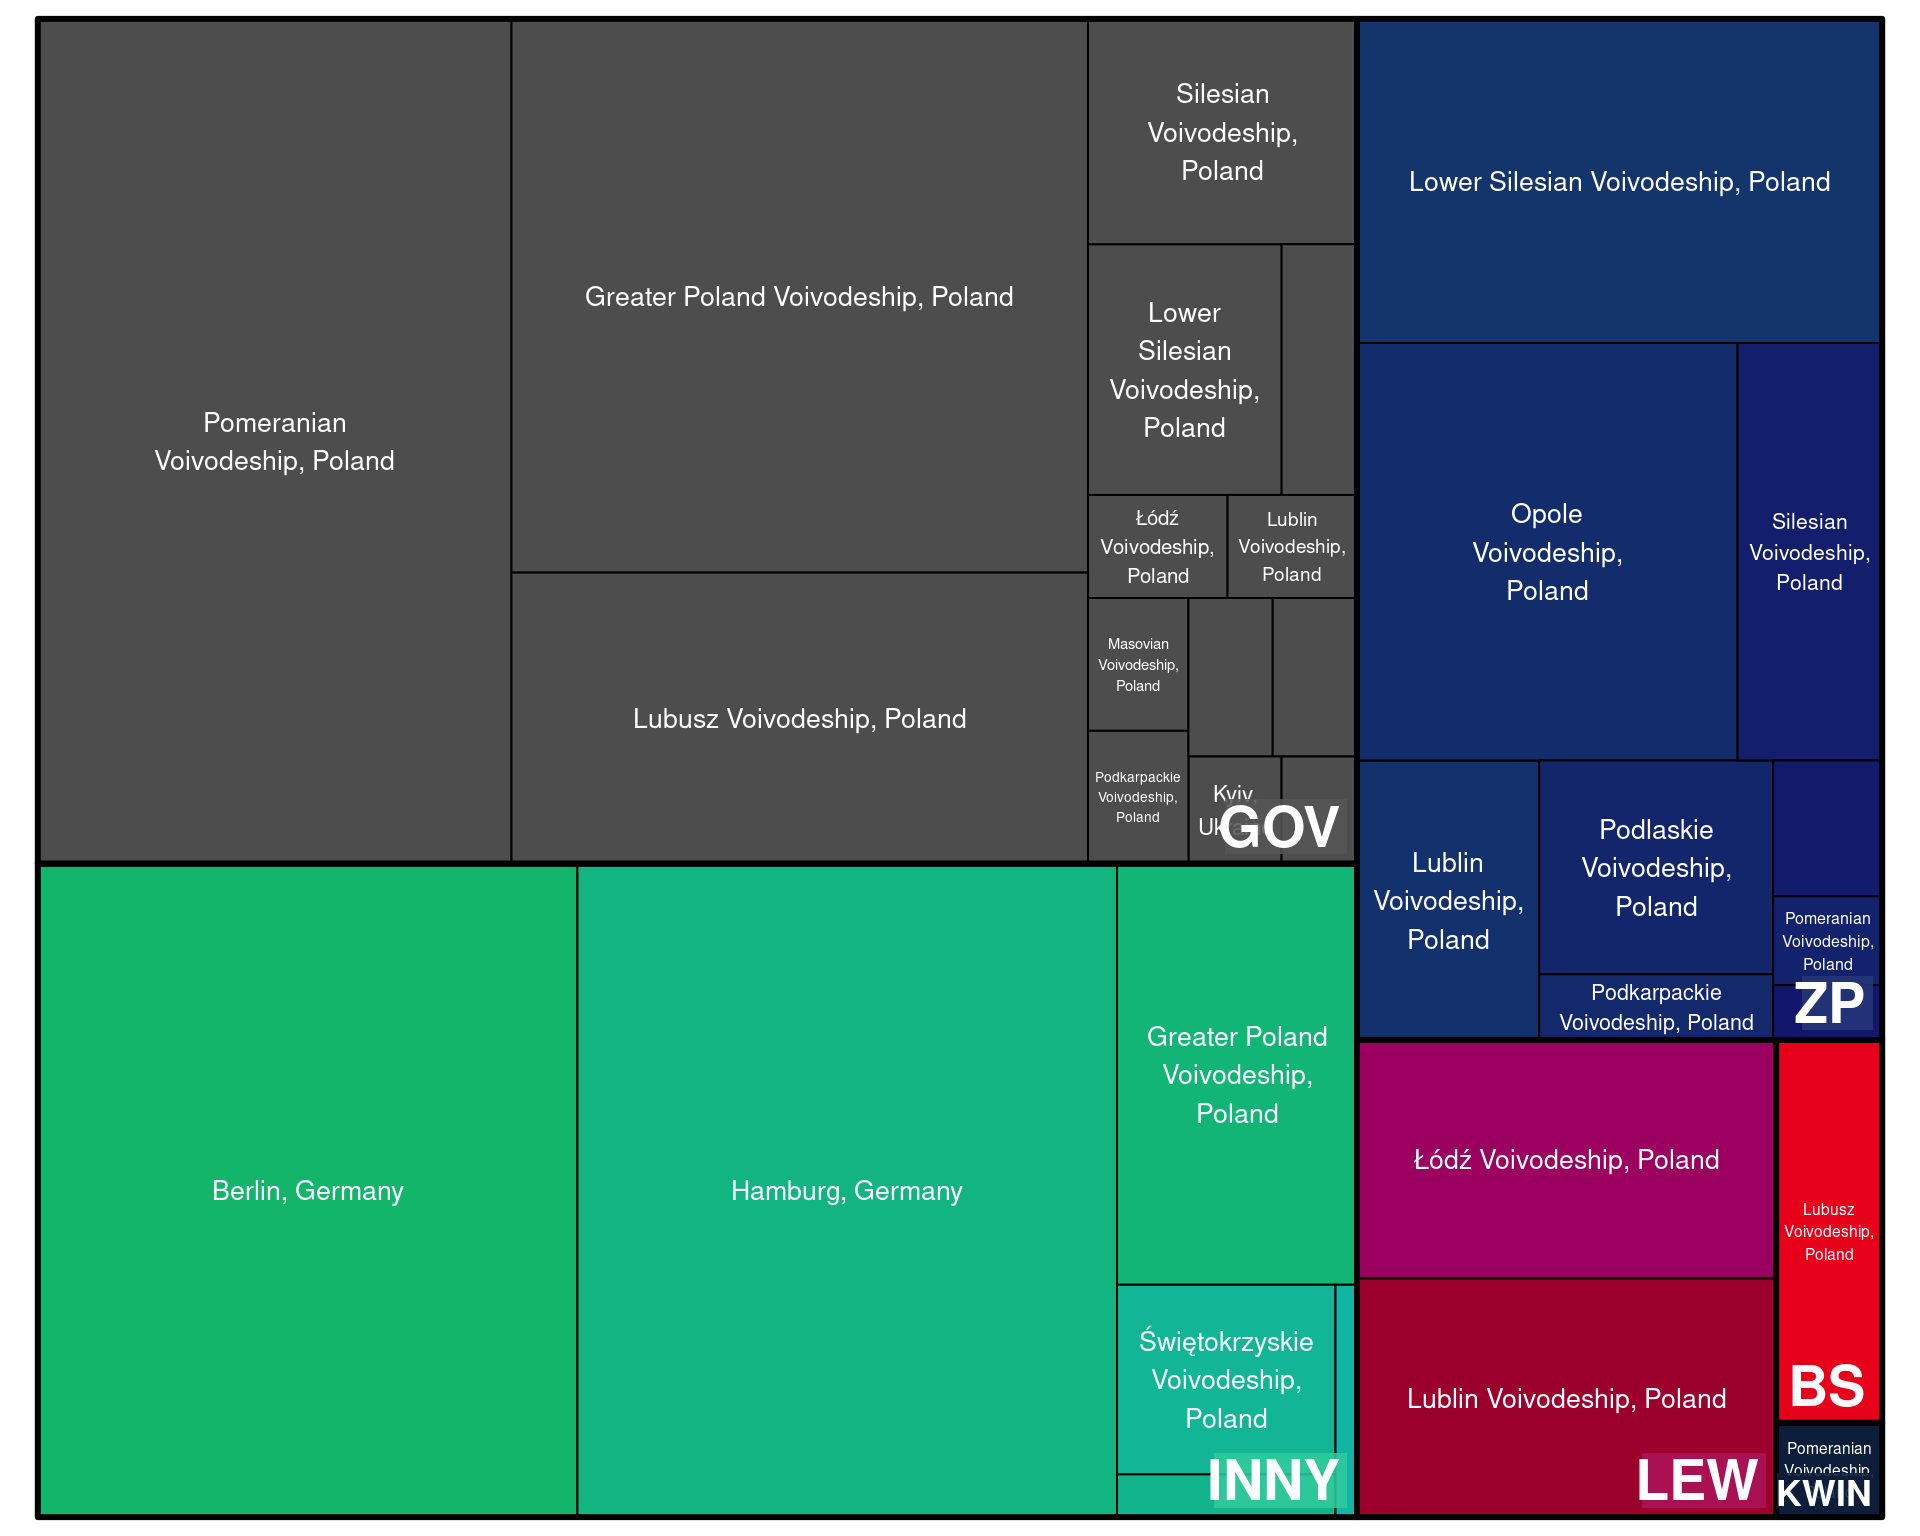 Pomeranian
Voivodeship, Poland
Greater Poland Voivodeship, Poland
Lubusz Voivodeship, Poland
Silesian
Voivodeship,
Poland
Lower
Silesian
Voivodeship,
Poland
Łódź
Voivodeship,
Poland
Lublin
Voivodeship,
Poland
Masovian
Voivodeship,
Poland
Podkarpackie
Voivodeship,
Poland
Kyiv,
GOV
Lower Silesian Voivodeship, Poland
Opole
Voivodeship,
Poland
Silesian
Voivodeship,
Poland
Lublin
Voivodeship,
Poland
Podlaskie
Voivodeship,
Poland
Podkarpackie
Voivodeship, Poland
Pomeranian
Voivodeship,
Poland
ZP
Berlin, Germany
Hamburg, Germany
Greater Poland
Voivodeship,
Poland
Świętokrzyskie
Voivodeship,
Poland
INNY
Łódź Voivodeship, Poland
Lublin Voivodeship, Poland
LEW
Lubusz
Voivodeship,
Poland
BS
Pomeranian
Voivodeship,
KWIN